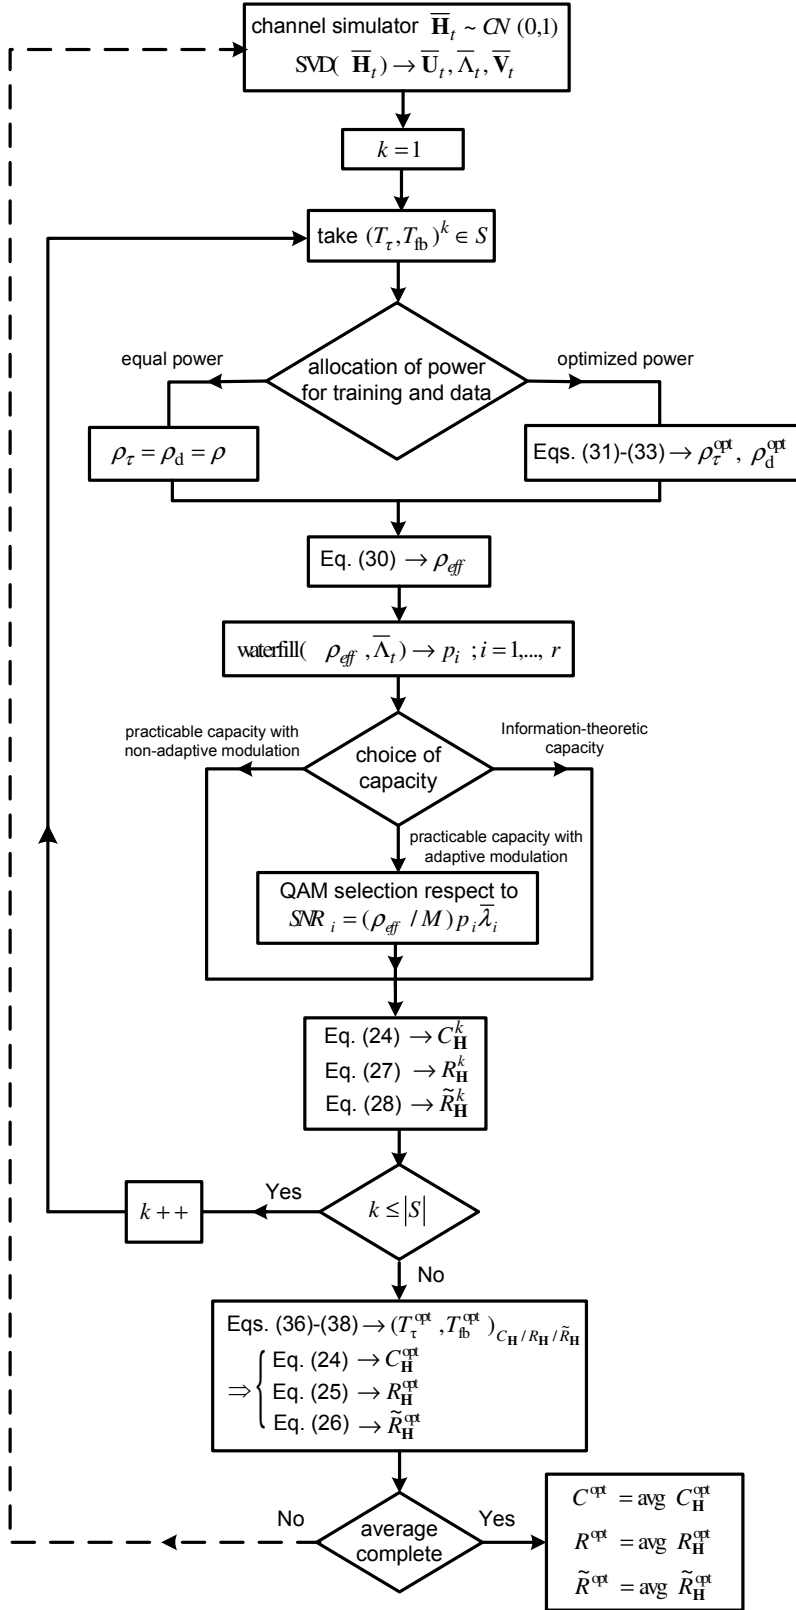 channel simulator H̅_t ~ CN (0,1)
SVD( H̅_t) → U̅_t, Λ̅_t, V̅_t
k = 1
take (T_τ, T_fb)^k ∈ S
equal power
allocation of power
for training and data
optimized power
ρ_τ = ρ_d = ρ
Eqs. (31)-(33) → ρ_τ^opt, ρ_d^opt
Eq. (30) → ρ_eff
waterfill( ρ_eff, Λ̅_t) → p_i ; i = 1,..., r
practicable capacity with
non-adaptive modulation
choice of
capacity
Information-theoretic
capacity
practicable capacity with
adaptive modulation
QAM selection respect to
SNR_i = (ρ_eff / M) p_i λ̅_i
Eq. (24) → C_H^k
Eq. (27) → R_H^k
Eq. (28) → R̃_H^k
k ++
Yes
k ≤ |S|
No
Eqs. (36)-(38) → (T_τ^opt, T_fb^opt)_{C_H / R_H / R̃_H}
⇒ { Eq. (24) → C_H^opt
Eq. (25) → R_H^opt
Eq. (26) → R̃_H^opt
No
average
complete
Yes
C^opt = avg C_H^opt
R^opt = avg R_H^opt
R̃^opt = avg R̃_H^opt